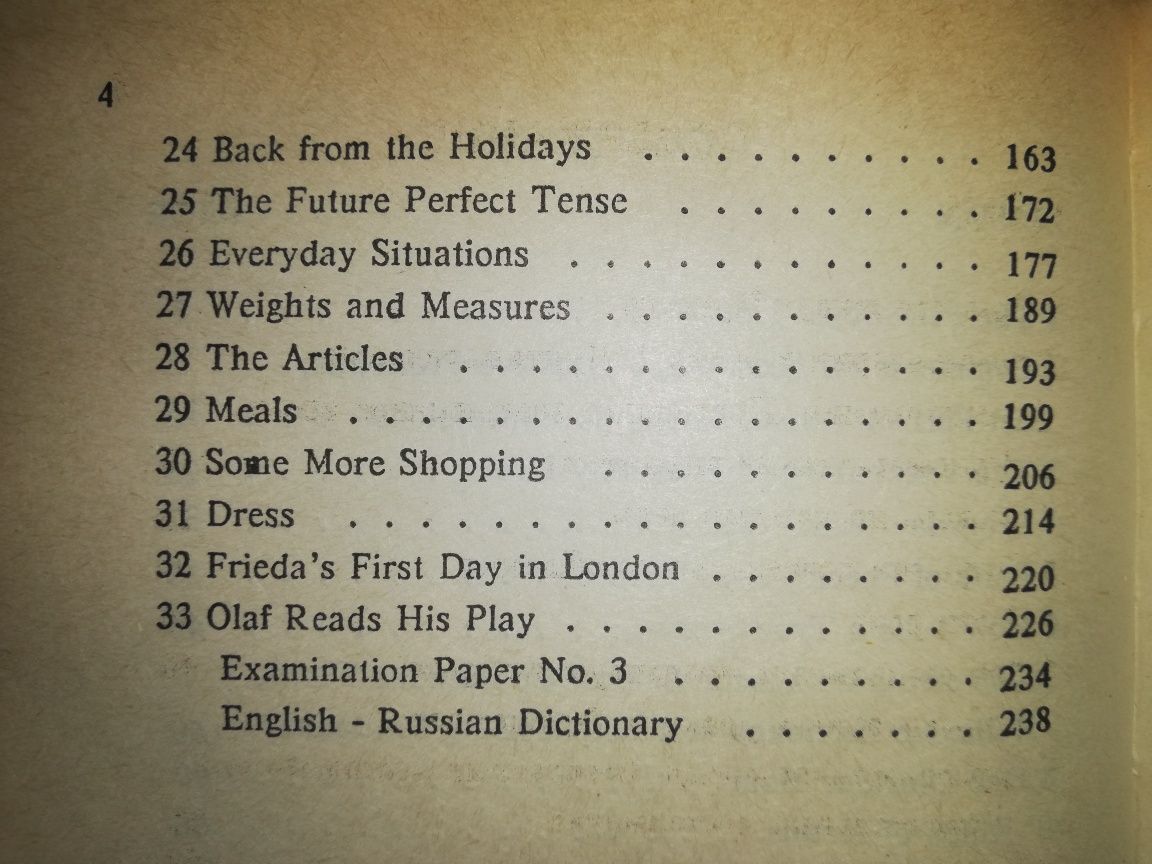 4
24 Back from the Holidays . . . . . . . . . . 163
25 The Future Perfect Tense . . . . . . . . . 172
26 Everyday Situations . . . . . . . . . . . . 177
27 Weights and Measures . . . . . . . . . . . 189
28 The Articles . . . . . . . . . . . . . . . 193
29 Meals . . . . . . . . . . . . . . . . . . 199
30 Some More Shopping . . . . . . . . . . . 206
31 Dress . . . . . . . . . . . . . . . . . . 214
32 Frieda's First Day in London . . . . . . . . 220
33 Olaf Reads His Play . . . . . . . . . . . . 226
Examination Paper No. 3 . . . . . . . . . 234
English - Russian Dictionary . . . . . . . 238